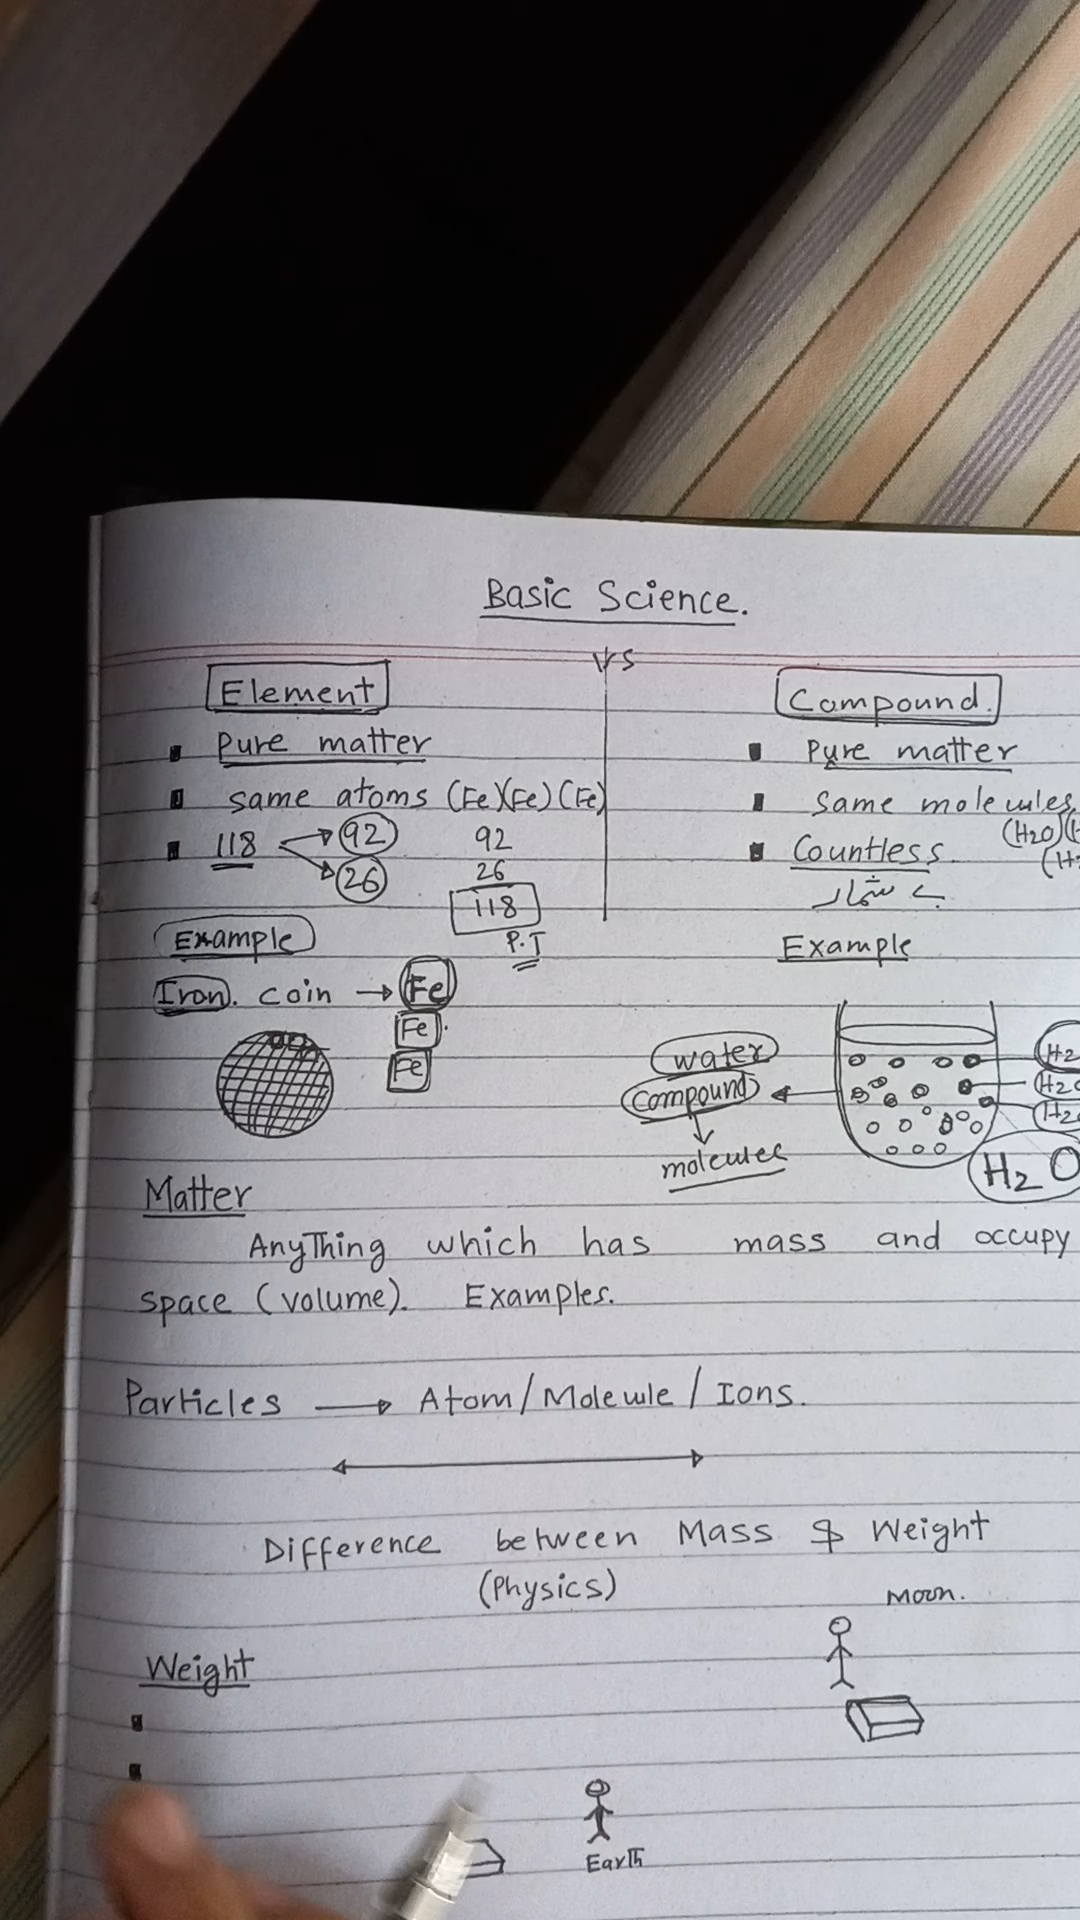 Basic Science.
vs
Element
Pure matter
same atoms (Fe)(Fe)(Fe)
118 92 92
26 26
118
P.T
Example
Iron. coin → Fe
Fe
Fe
Compound.
Pure matter
same molecules
(H2O)(H
Countless. (H
بے شمار
Example
water
compound
molecules
H2
H2O
H2
H2O
Matter
AnyThing which has mass and occupy
space (volume). Examples.
Particles → Atom/Molecule/Ions.
Difference between Mass & Weight
(Physics)
Moon.
Weight
Earth